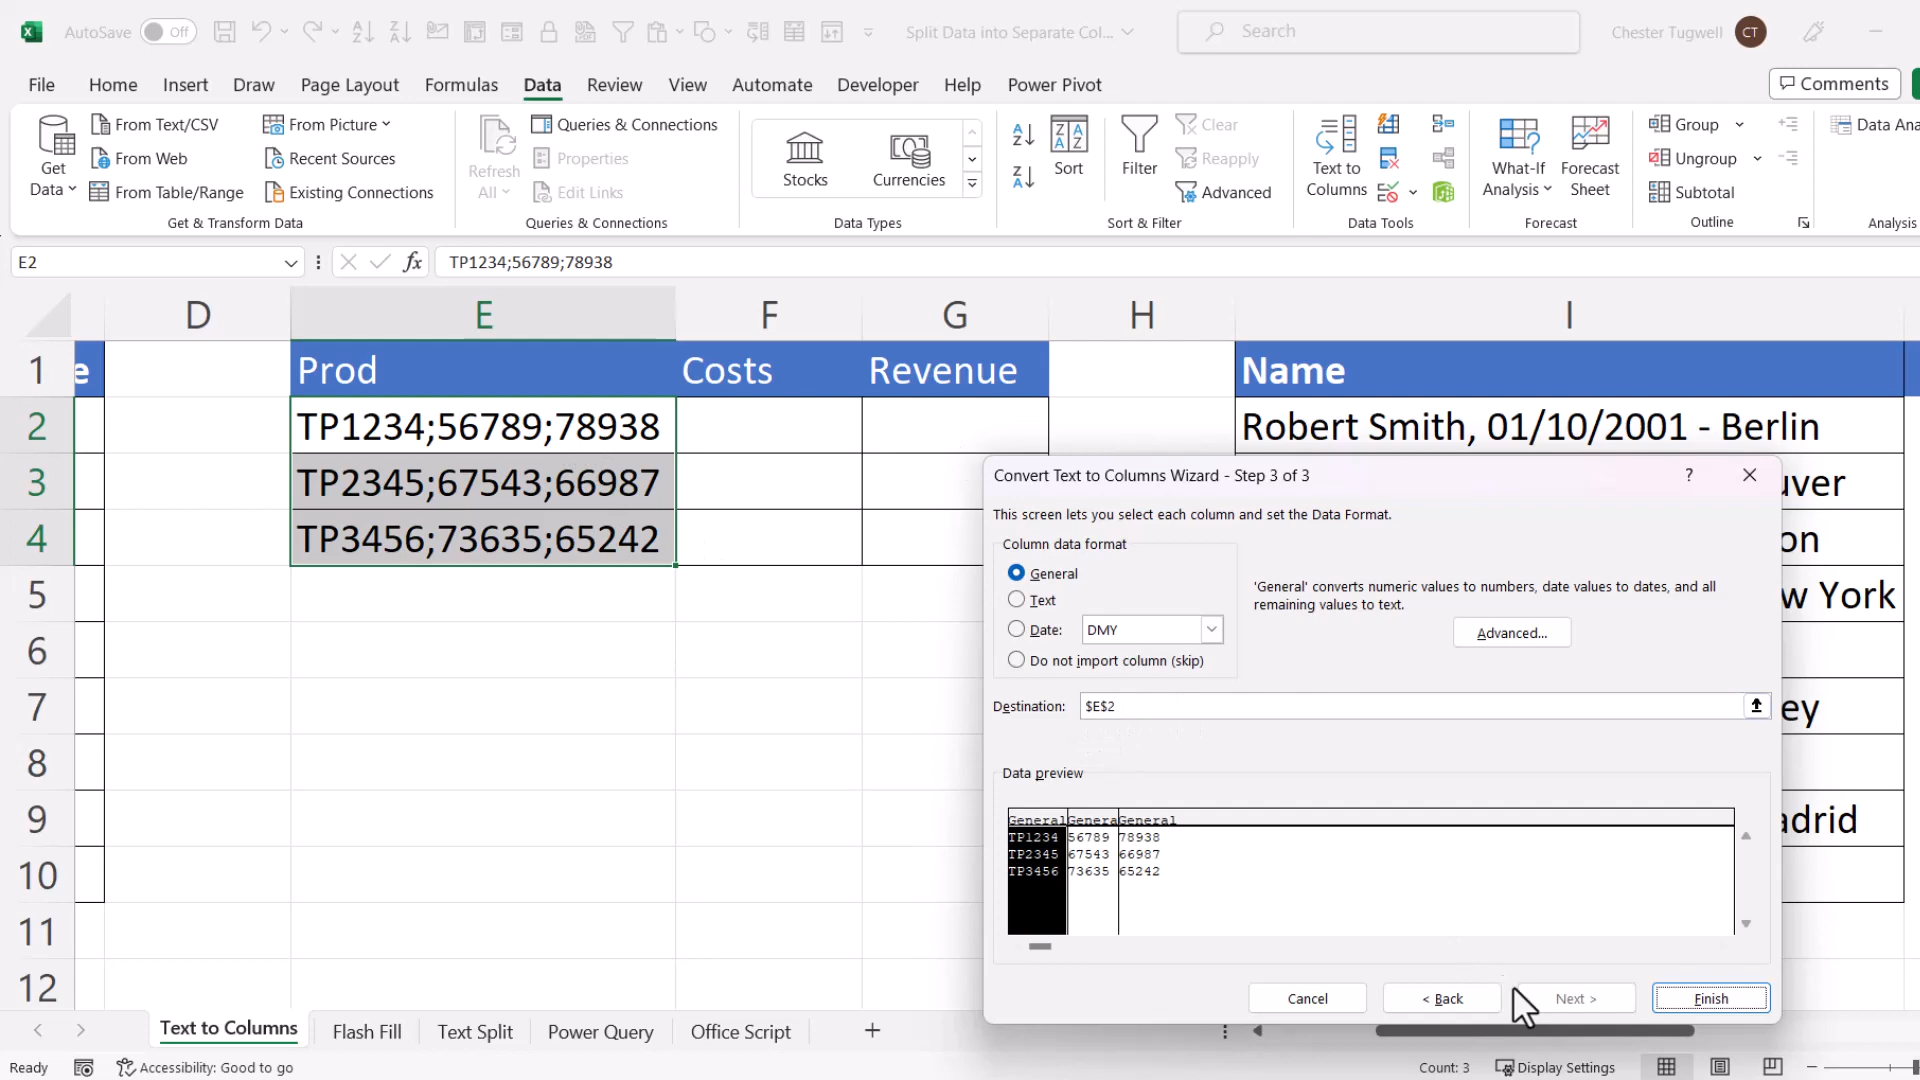 AutoSave Off
Split Data into Separate Col...
Search
Chester Tugwell CT
File Home Insert Draw Page Layout Formulas Data Review View Automate Developer Help Power Pivot
Comments
Get Data
From Text/CSV
From Web
From Table/Range
From Picture
Recent Sources
Existing Connections
Get & Transform Data
Refresh All
Queries & Connections
Properties
Edit Links
Queries & Connections
Stocks
Currencies
Data Types
Sort
Filter
Clear
Reapply
Advanced
Sort & Filter
Text to Columns
Data Tools
What-If Analysis
Forecast Sheet
Forecast
Group
Ungroup
Subtotal
Outline
Data Ana
Analysis
E2
fx
TP1234;56789;78938
D E F G H I
1 e Prod Costs Revenue Name
2 TP1234;56789;78938 Robert Smith, 01/10/2001 - Berlin
3 TP2345;67543;66987 uver
4 TP3456;73635;65242 on
5 w York
6
7 ey
8
9 adrid
10
11
12
Convert Text to Columns Wizard - Step 3 of 3
?
This screen lets you select each column and set the Data Format.
Column data format
General
Text
Date: DMY
Do not import column (skip)
'General' converts numeric values to numbers, date values to dates, and all
remaining values to text.
Advanced...
Destination: $E$2
Data preview
General Genera General
TP1234 56789 78938
TP2345 67543 66987
TP3456 73635 65242
Cancel < Back Next > Finish
Text to Columns Flash Fill Text Split Power Query Office Script +
Ready Accessibility: Good to go Count: 3 Display Settings